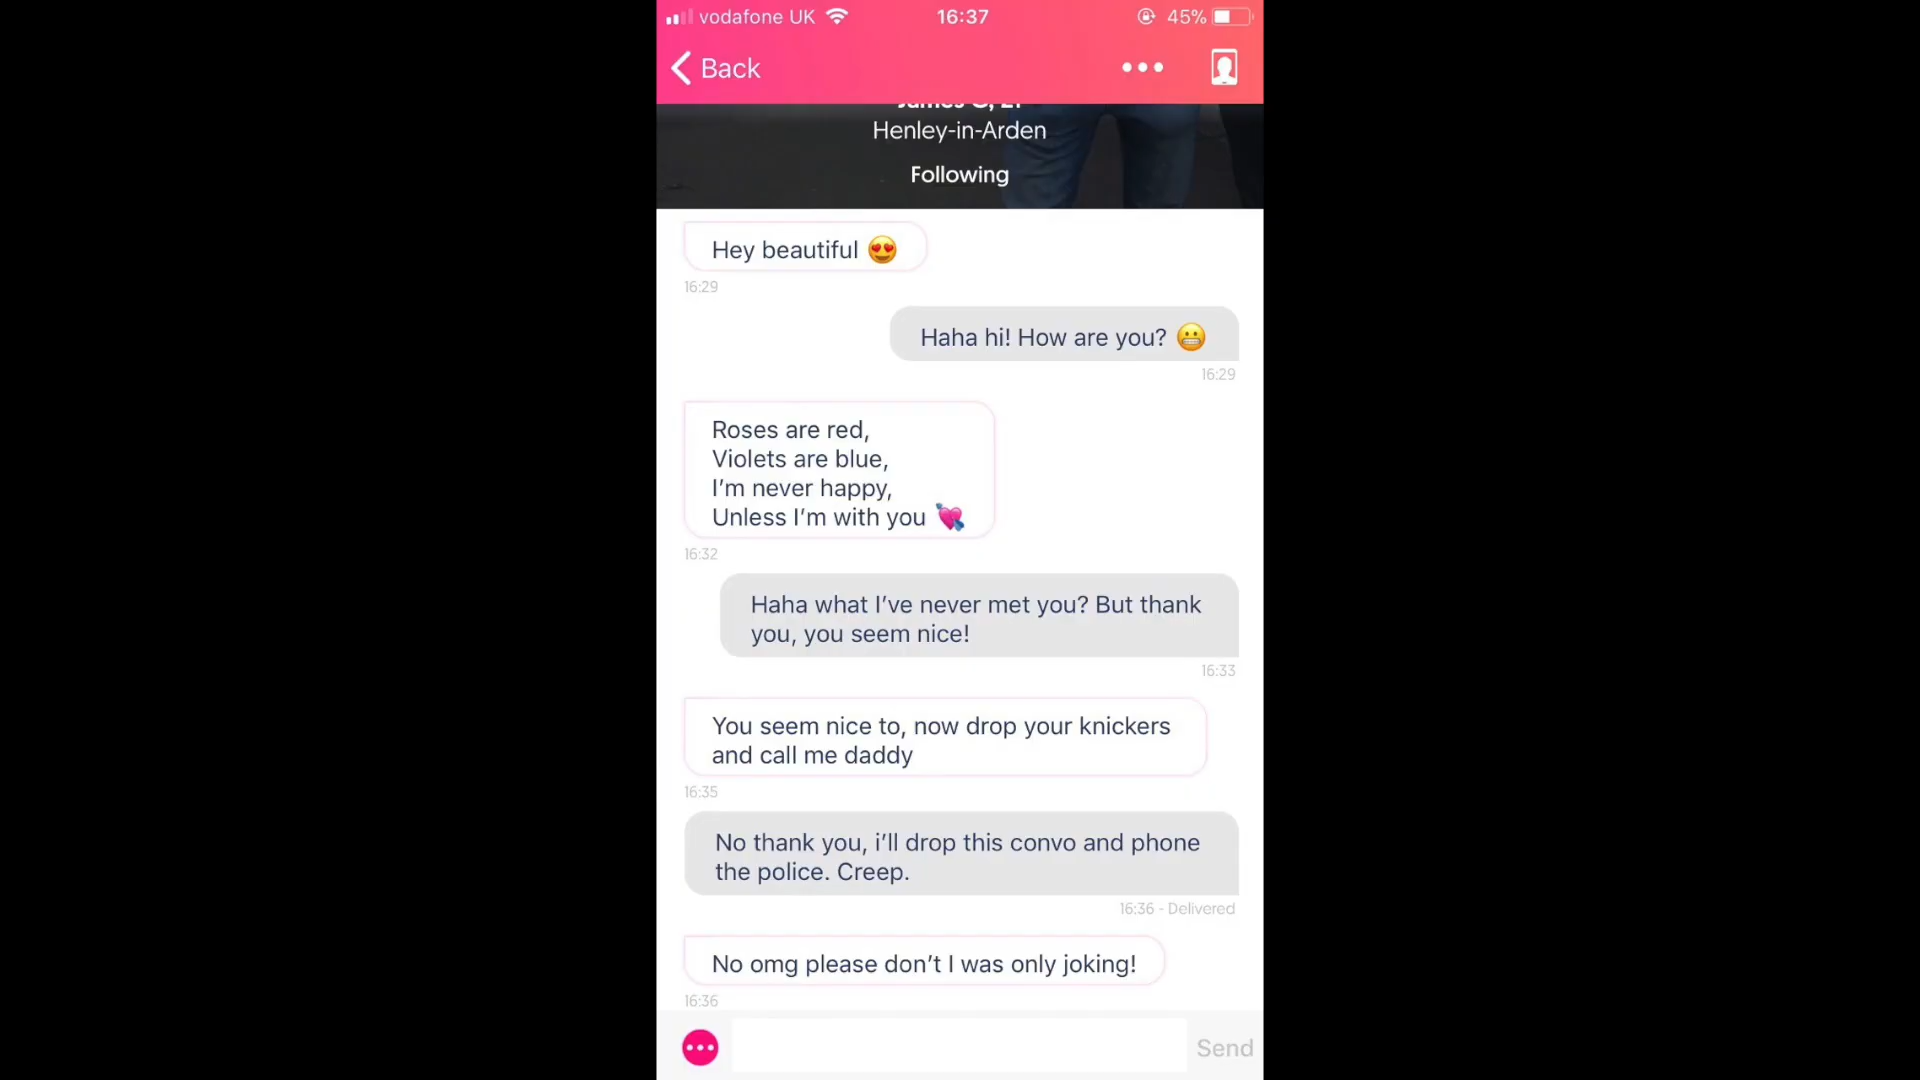 vodafone UK 16:37 45%
Back
Henley-in-Arden
Following
Hey beautiful 😍
16:29
Haha hi! How are you? 😬
16:29
Roses are red,
Violets are blue,
I'm never happy,
Unless I'm with you 💘
16:32
Haha what I've never met you? But thank
you, you seem nice!
16:33
You seem nice to, now drop your knickers
and call me daddy
16:35
No thank you, i'll drop this convo and phone
the police. Creep.
16:36 - Delivered
No omg please don't I was only joking!
16:36
Send